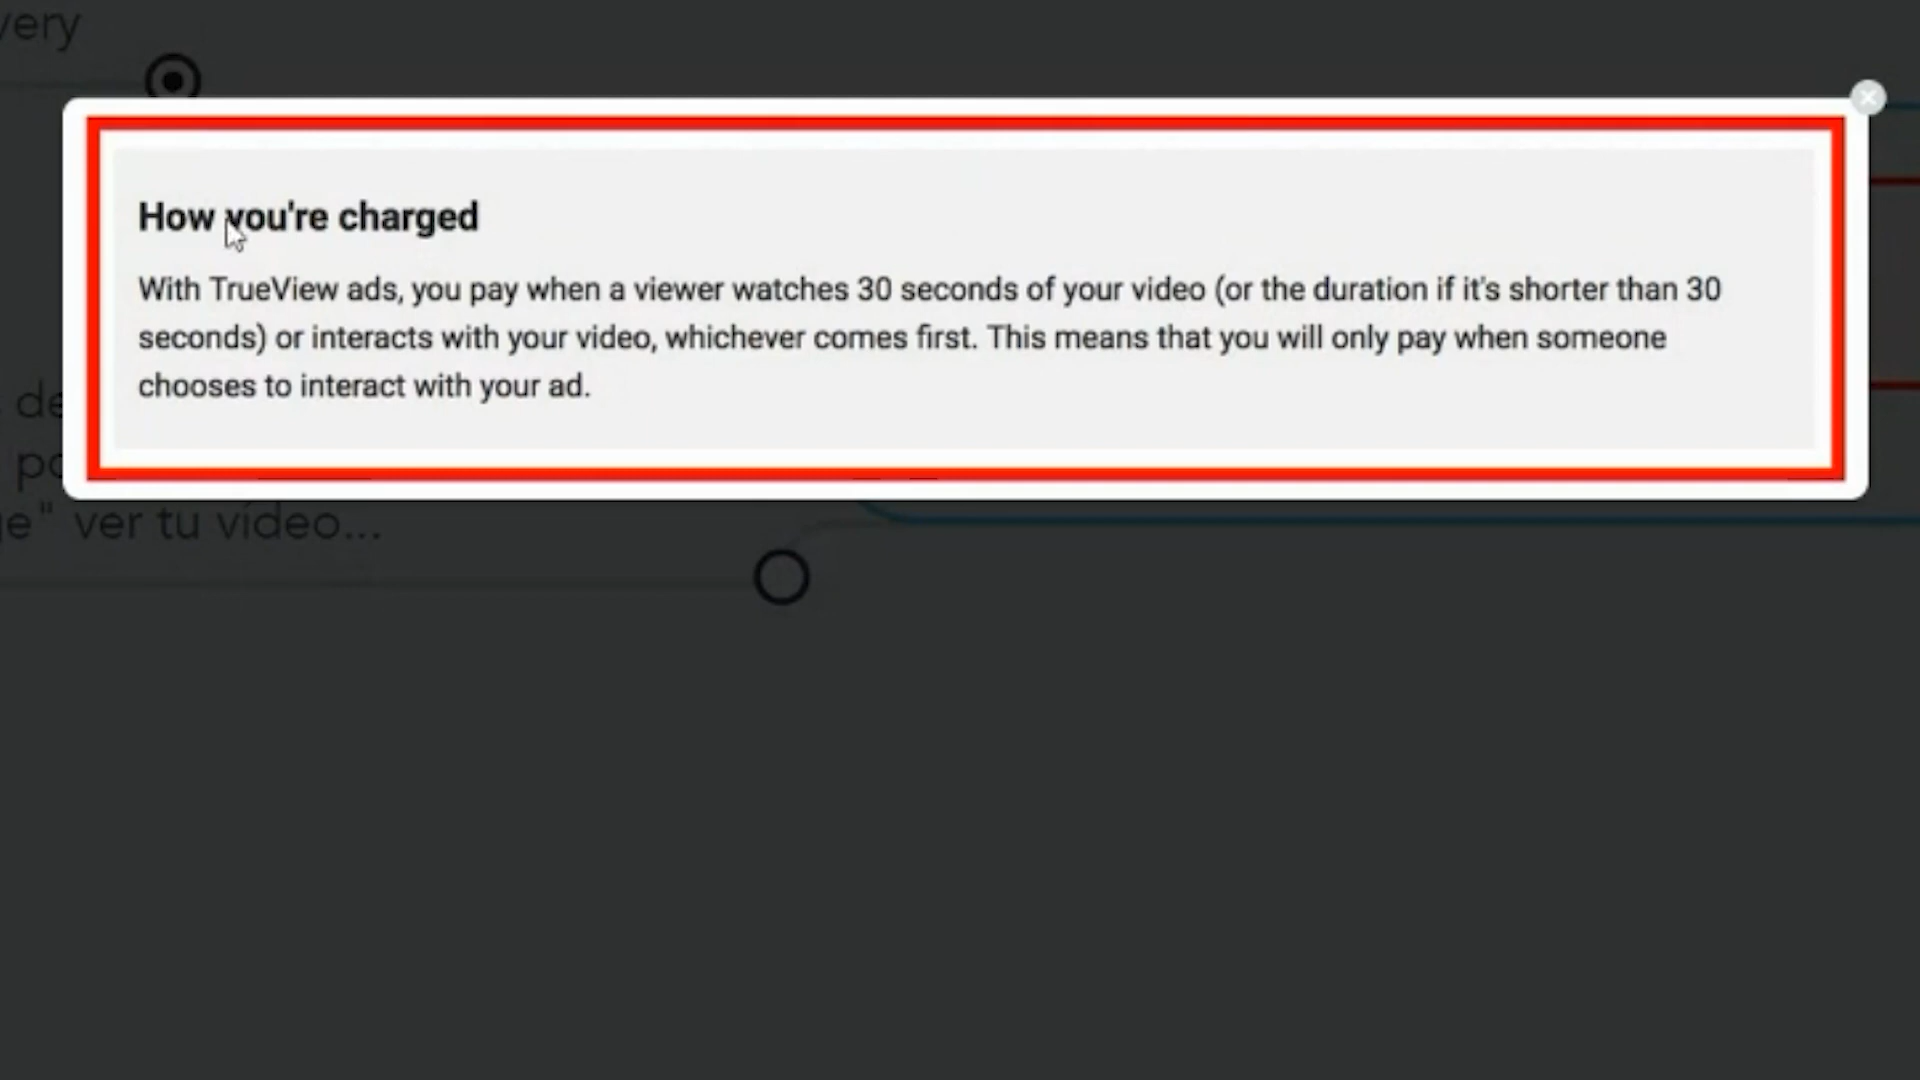 How you're charged
With TrueView ads, you pay when a viewer watches 30 seconds of your video (or the duration if it's shorter than 30
seconds) or interacts with your video, whichever comes first. This means that you will only pay when someone
chooses to interact with your ad.
ver tu vídeo...